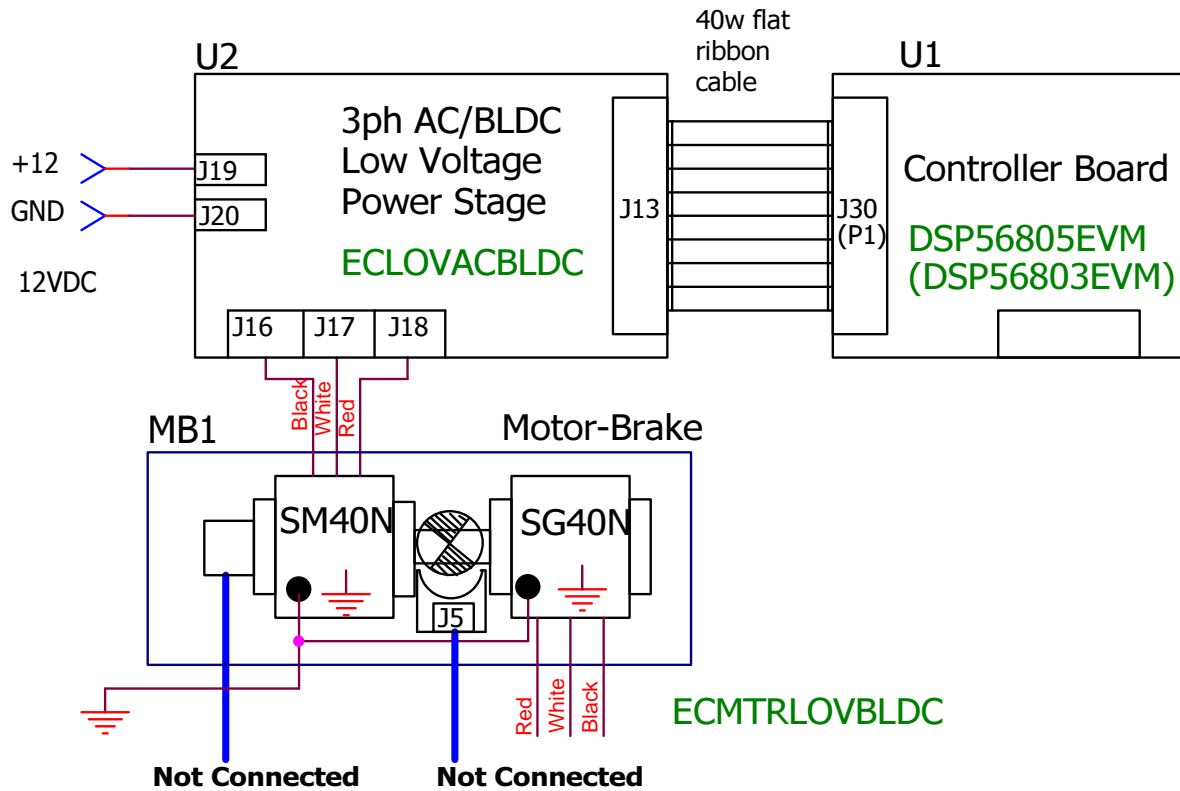 40w flat
ribbon
cable
U2
U1
3ph AC/BLDC
Low Voltage
Power Stage
ECLOVACBLDC
+12
GND
12VDC
J19
J20
J13
J30
(P1)
Controller Board
DSP56805EVM
(DSP56803EVM)
J16
J17
J18
Black
White
Red
MB1
Motor-Brake
SM40N
SG40N
J5
Red
White
Black
ECMTRLOVBLDC
Not Connected
Not Connected